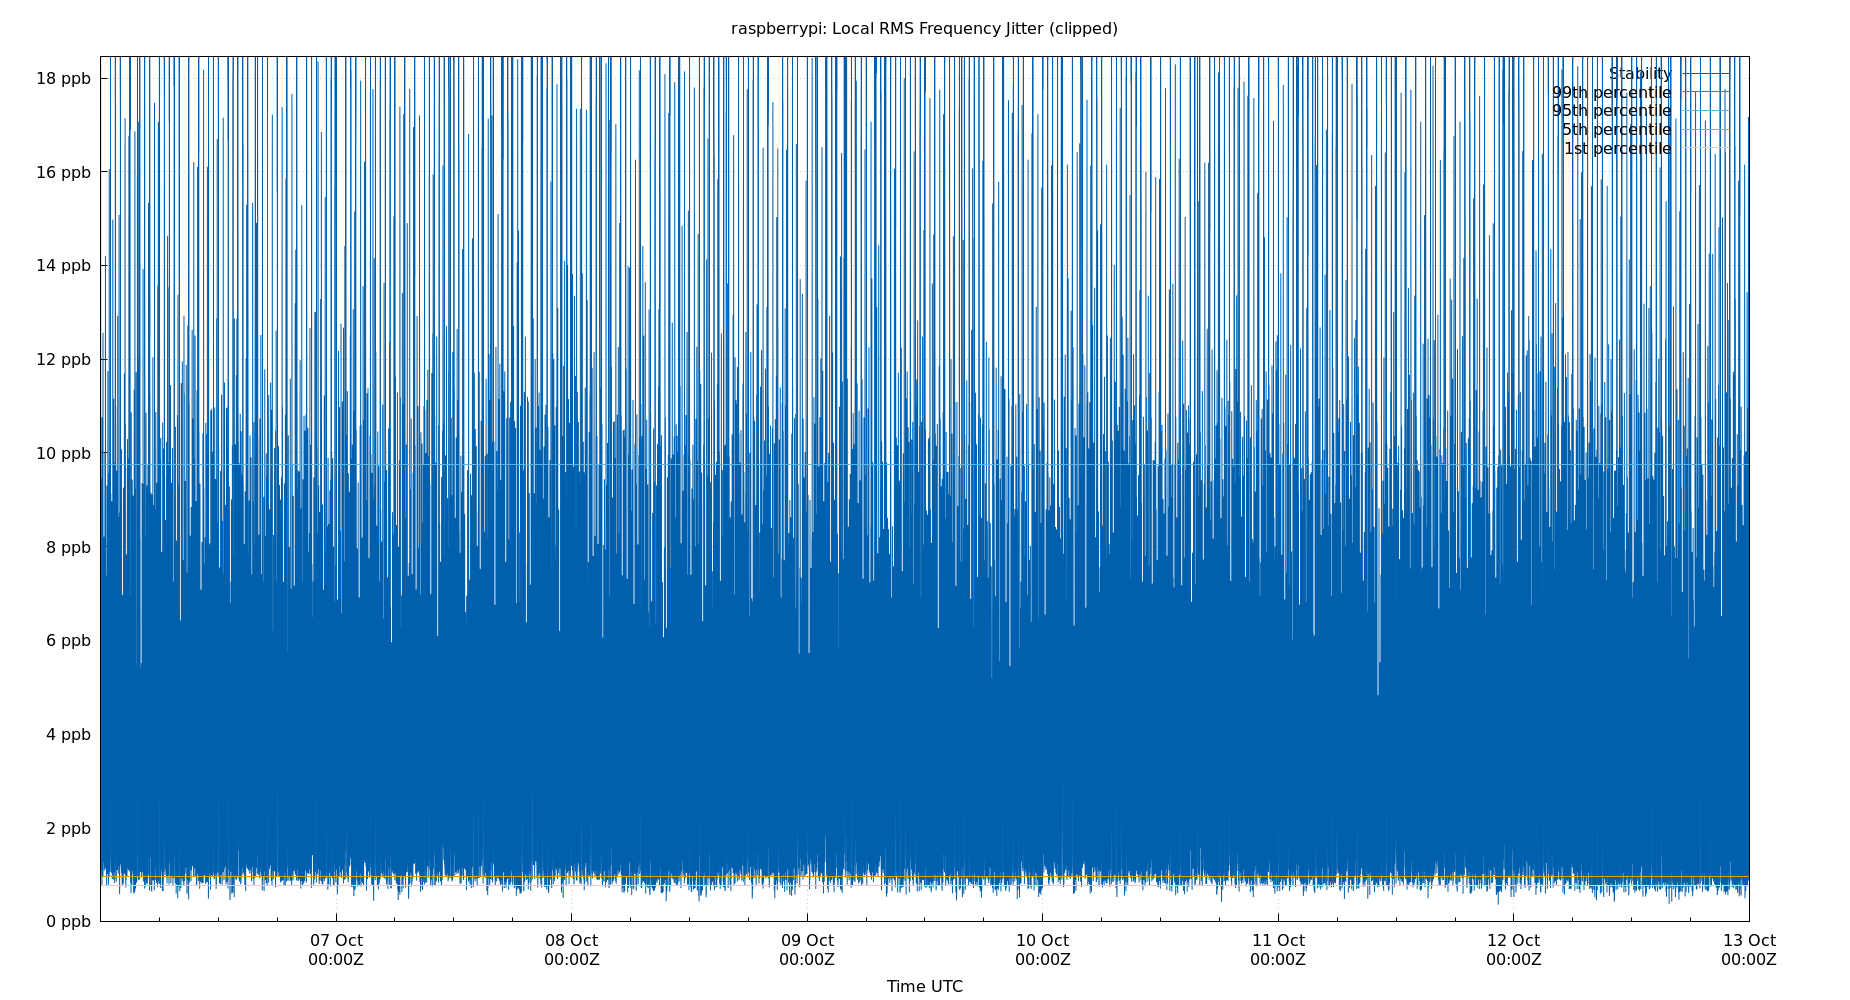 raspberrypi: Local RMS Frequency Jitter (clipped)
18 ppb
16 ppb
14 ppb
12 ppb
10 ppb
8 ppb
6 ppb
4 ppb
2 ppb
0 ppb
Stability
99th percentile
95th percentile
5th percentile
1st percentile
07 Oct
00:00Z
08 Oct
00:00Z
09 Oct
00:00Z
10 Oct
00:00Z
11 Oct
00:00Z
12 Oct
00:00Z
13 Oct
00:00Z
Time UTC